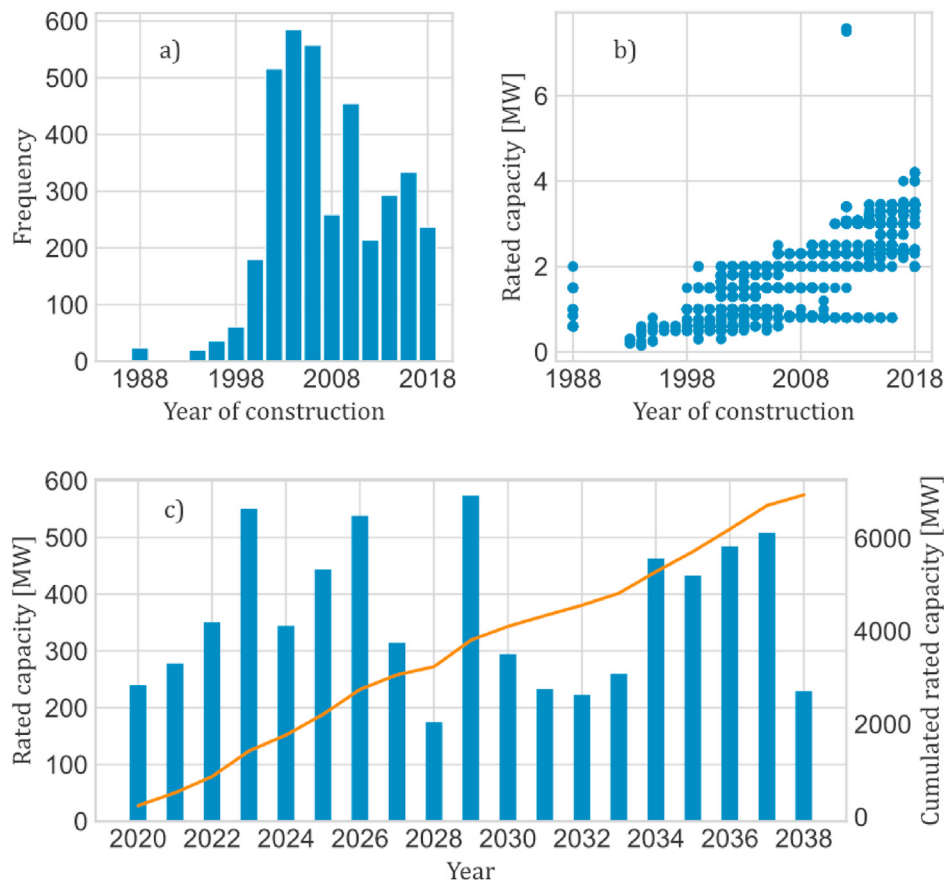 a)
600
500
400
300
200
100
0
Frequency
1988 1998 2008 2018
Year of construction
b)
6
4
2
0
Rated capacity [MW]
1988 1998 2008 2018
Year of construction
c)
600
500
400
300
200
100
0
Rated capacity [MW]
6000
4000
2000
0
Cumulated rated capacity [MW]
2020 2022 2024 2026 2028 2030 2032 2034 2036 2038
Year